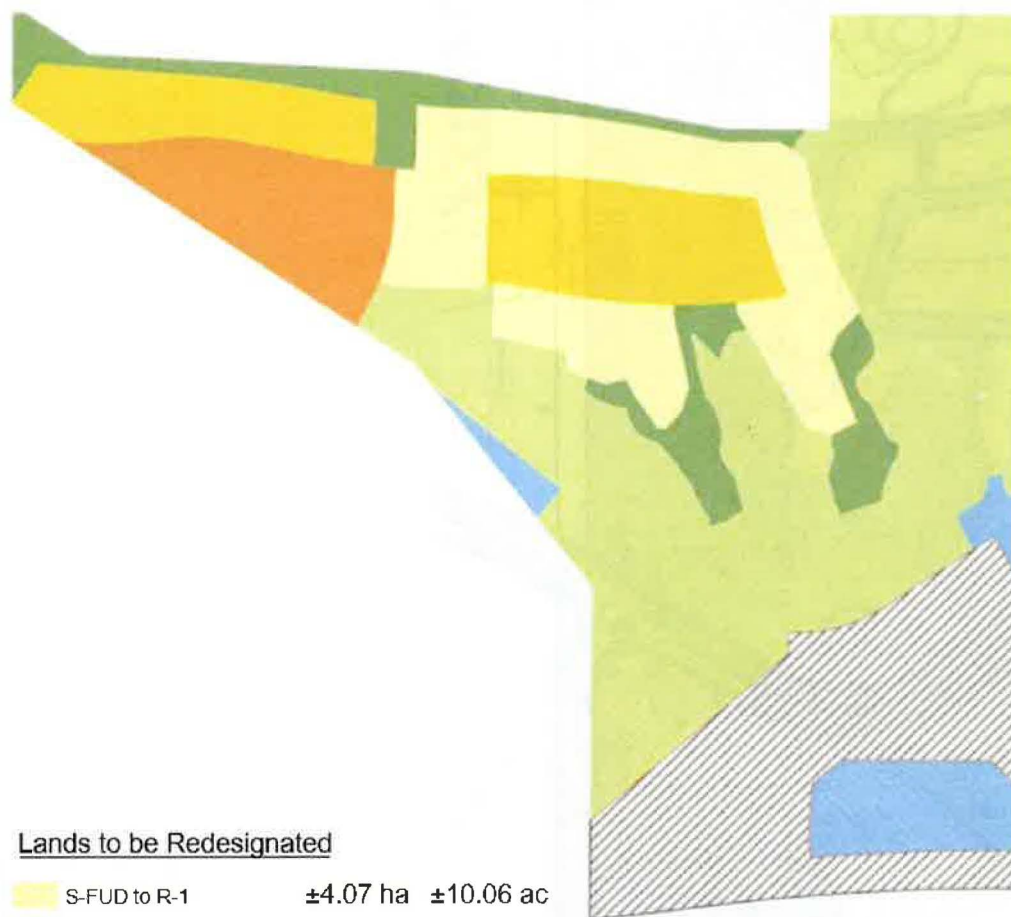 Lands to be Redesignated
S-FUD to R-1 ±4.07 ha ±10.06 ac